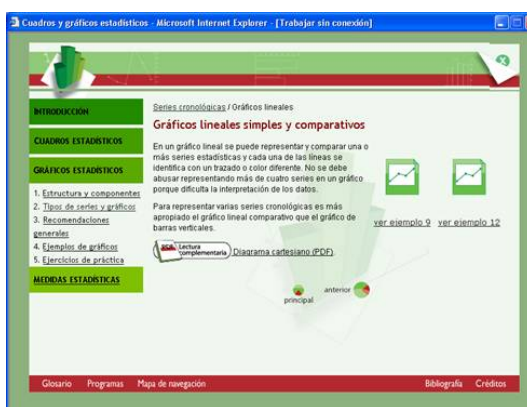 Cuadros y gráficos estadísticos - Microsoft Internet Explorer - [Trabajar sin conexión]
INTRODUCCIÓN
CUADROS ESTADÍSTICOS
GRÁFICOS ESTADÍSTICOS
1. Estructura y componentes
2. Tipos de series y gráficos
3. Recomendaciones
generales
4. Ejemplos de gráficos
5. Ejercicios de práctica
MEDIDAS ESTADÍSTICAS
Series cronológicas / Gráficos lineales
Gráficos lineales simples y comparativos
En un gráfico lineal se puede representar y comparar una o
más series estadísticas y cada una de las líneas se
identifica con un trazado o color diferente. No se debe
abusar representando más de cuatro series en un gráfico
porque dificulta la interpretación de los datos.
Para representar varias series cronológicas es más
apropiado el gráfico lineal comparativo que el gráfico de
barras verticales.
Lectura
complementaria
Diagrama cartesiano (PDF).
ver ejemplo 9
ver ejemplo 12
principal
anterior
Glosario Programas Mapa de navegación Bibliografía Créditos